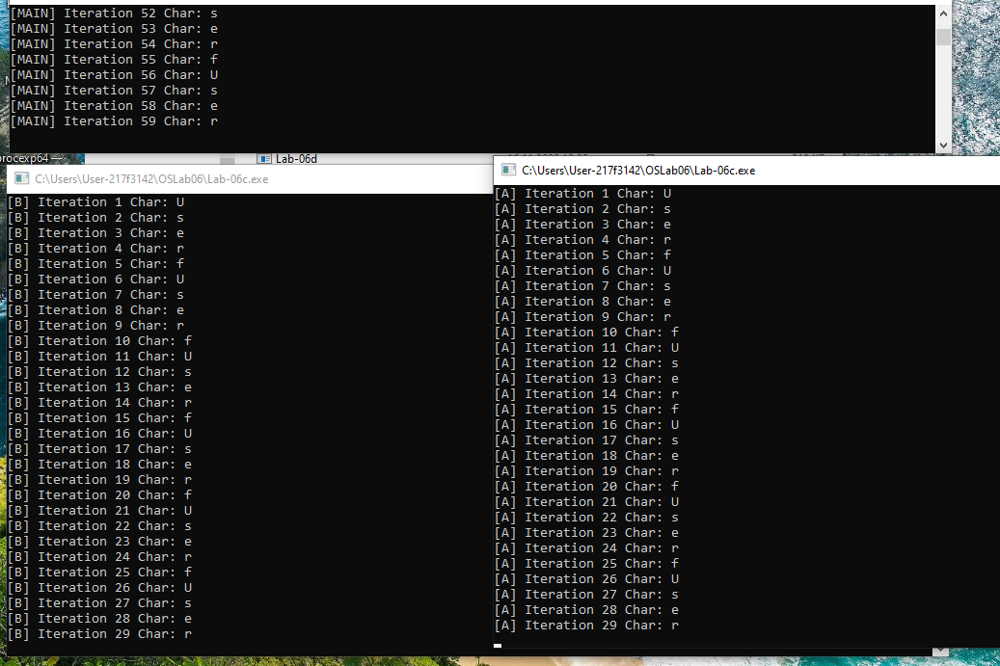 [MAIN] Iteration 52 Char: s
[MAIN] Iteration 53 Char: e
[MAIN] Iteration 54 Char: r
[MAIN] Iteration 55 Char: f
[MAIN] Iteration 56 Char: U
[MAIN] Iteration 57 Char: s
[MAIN] Iteration 58 Char: e
[MAIN] Iteration 59 Char: r
rocexp64
Lab-06d
C:\Users\User-217f3142\OSLab06\Lab-06c.exe
[B] Iteration 1 Char: U
[B] Iteration 2 Char: s
[B] Iteration 3 Char: e
[B] Iteration 4 Char: r
[B] Iteration 5 Char: f
[B] Iteration 6 Char: U
[B] Iteration 7 Char: s
[B] Iteration 8 Char: e
[B] Iteration 9 Char: r
[B] Iteration 10 Char: f
[B] Iteration 11 Char: U
[B] Iteration 12 Char: s
[B] Iteration 13 Char: e
[B] Iteration 14 Char: r
[B] Iteration 15 Char: f
[B] Iteration 16 Char: U
[B] Iteration 17 Char: s
[B] Iteration 18 Char: e
[B] Iteration 19 Char: r
[B] Iteration 20 Char: f
[B] Iteration 21 Char: U
[B] Iteration 22 Char: s
[B] Iteration 23 Char: e
[B] Iteration 24 Char: r
[B] Iteration 25 Char: f
[B] Iteration 26 Char: U
[B] Iteration 27 Char: s
[B] Iteration 28 Char: e
[B] Iteration 29 Char: r
C:\Users\User-217f3142\OSLab06\Lab-06c.exe
[A] Iteration 1 Char: U
[A] Iteration 2 Char: s
[A] Iteration 3 Char: e
[A] Iteration 4 Char: r
[A] Iteration 5 Char: f
[A] Iteration 6 Char: U
[A] Iteration 7 Char: s
[A] Iteration 8 Char: e
[A] Iteration 9 Char: r
[A] Iteration 10 Char: f
[A] Iteration 11 Char: U
[A] Iteration 12 Char: s
[A] Iteration 13 Char: e
[A] Iteration 14 Char: r
[A] Iteration 15 Char: f
[A] Iteration 16 Char: U
[A] Iteration 17 Char: s
[A] Iteration 18 Char: e
[A] Iteration 19 Char: r
[A] Iteration 20 Char: f
[A] Iteration 21 Char: U
[A] Iteration 22 Char: s
[A] Iteration 23 Char: e
[A] Iteration 24 Char: r
[A] Iteration 25 Char: f
[A] Iteration 26 Char: U
[A] Iteration 27 Char: s
[A] Iteration 28 Char: e
[A] Iteration 29 Char: r